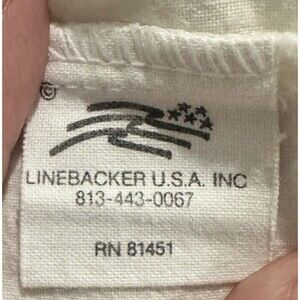 ©
LINEBACKER U.S.A. INC
813-443-0067
RN 81451